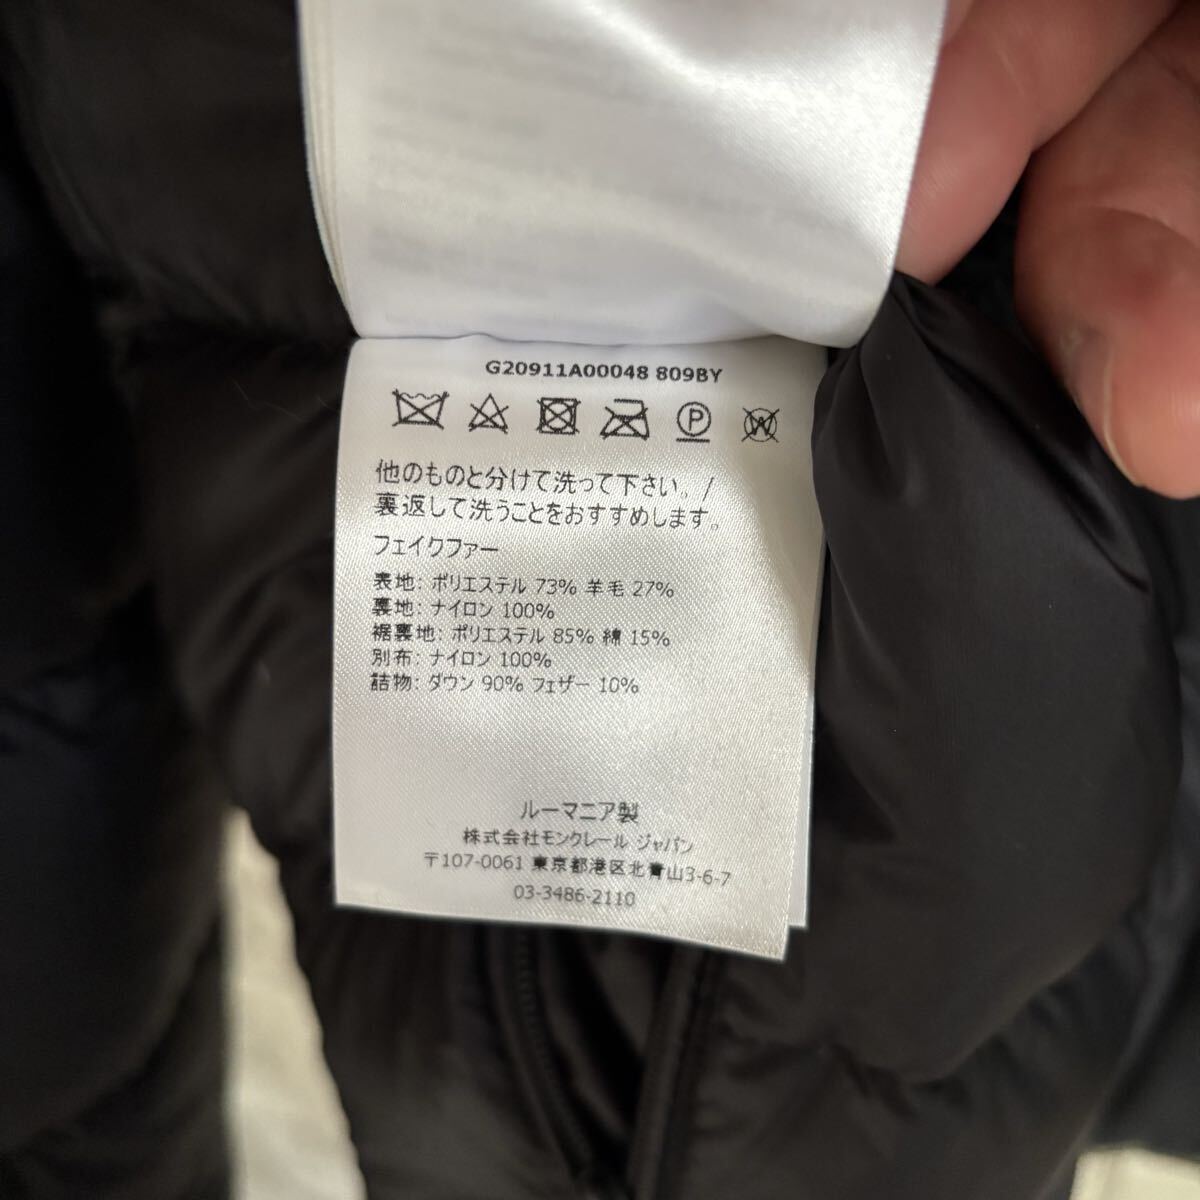 G20911A00048 809BY
他のものと分けて洗って下さい。/
裏返して洗うことをおすすめします。
フェイクファー
表地: ポリエステル 73% 羊毛 27%
裏地: ナイロン 100%
裾裏地: ポリエステル 85% 綿 15%
別布: ナイロン 100%
詰物: ダウン 90% フェザー 10%
ルーマニア製
株式会社モンクレール ジャパン
〒107-0061 東京都港区北青山3-6-7
03-3486-2110